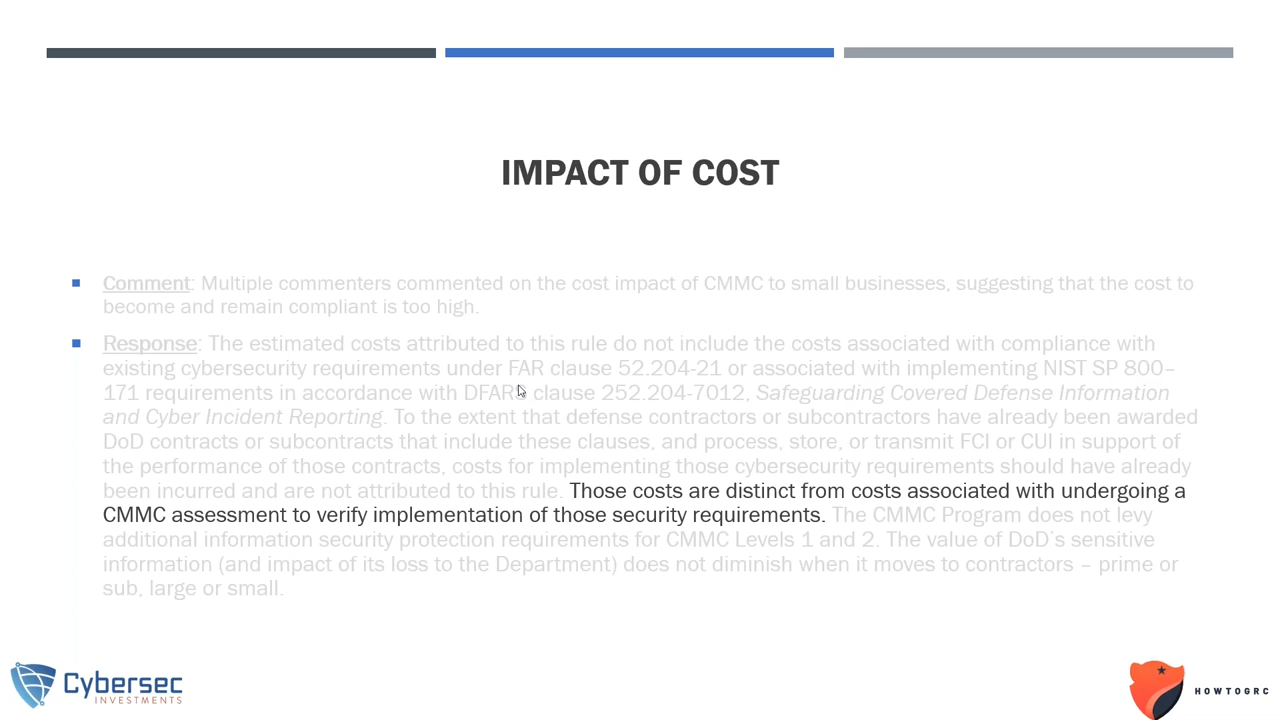 IMPACT OF COST
Comment: Multiple commenters commented on the cost impact of CMMC to small businesses, suggesting that the cost to
become and remain compliant is too high.
Response: The estimated costs attributed to this rule do not include the costs associated with compliance with
existing cybersecurity requirements under FAR clause 52.204-21 or associated with implementing NIST SP 800–
171 requirements in accordance with DFARS clause 252.204-7012, Safeguarding Covered Defense Information
and Cyber Incident Reporting. To the extent that defense contractors or subcontractors have already been awarded
DoD contracts or subcontracts that include these clauses, and process, store, or transmit FCI or CUI in support of
the performance of those contracts, costs for implementing those cybersecurity requirements should have already
been incurred and are not attributed to this rule. Those costs are distinct from costs associated with undergoing a
CMMC assessment to verify implementation of those security requirements. The CMMC Program does not levy
additional information security protection requirements for CMMC Levels 1 and 2. The value of DoD's sensitive
information (and impact of its loss to the Department) does not diminish when it moves to contractors – prime or
sub, large or small.
Cybersec
INVESTMENTS
HOWTOGRC